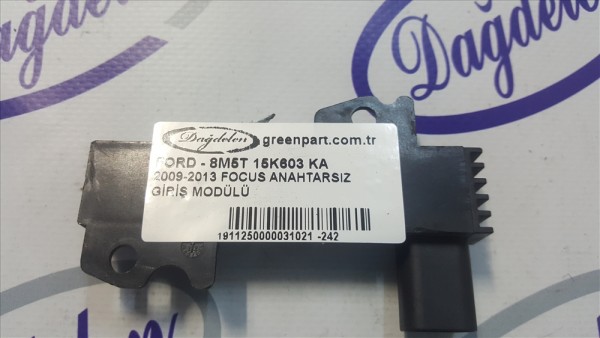 Dağdelen
Dağdelen greenpart.com.tr
FORD - 8M5T 15K603 KA
2009-2013 FOCUS ANAHTARSIZ
GİRİŞ MODÜLÜ
1911250000031021 -242